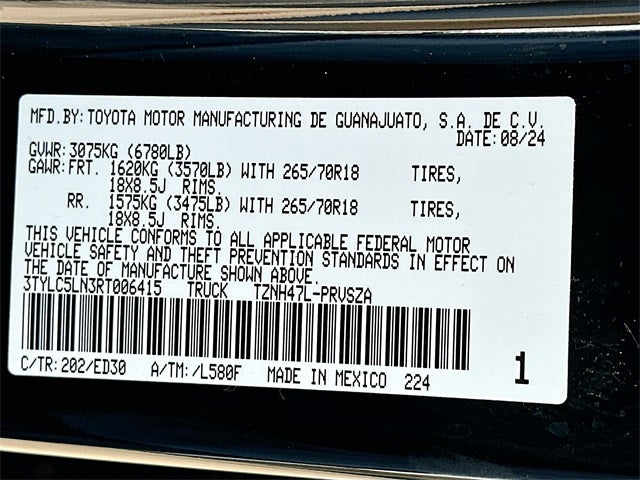 MFD.BY:TOYOTA MOTOR MANUFACTURING DE GUANAJUATO, S.A. DE C.V.
DATE:08/24
GVWR:3075KG (6780LB)
GAWR:FRT. 1620KG (3570LB) WITH 265/70R18 TIRES,
18X8.5J RIMS.
RR. 1575KG (3475LB) WITH 265/70R18 TIRES,
18X8.5J RIMS.
THIS VEHICLE CONFORMS TO ALL APPLICABLE FEDERAL MOTOR
VEHICLE SAFETY AND THEFT PREVENTION STANDARDS IN EFFECT ON
THE DATE OF MANUFACTURE SHOWN ABOVE.
3TYLC5LN3RT006415 TRUCK TZNH47L-PRVSZA
C/TR:202/ED30 A/TM:/L580F MADE IN MEXICO 224 1